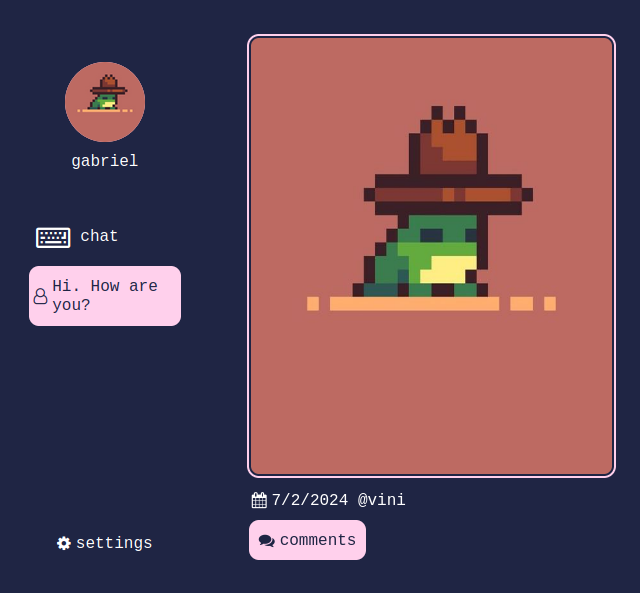 gabriel
chat
Hi. How are
you?
settings
7/2/2024 @vini
comments